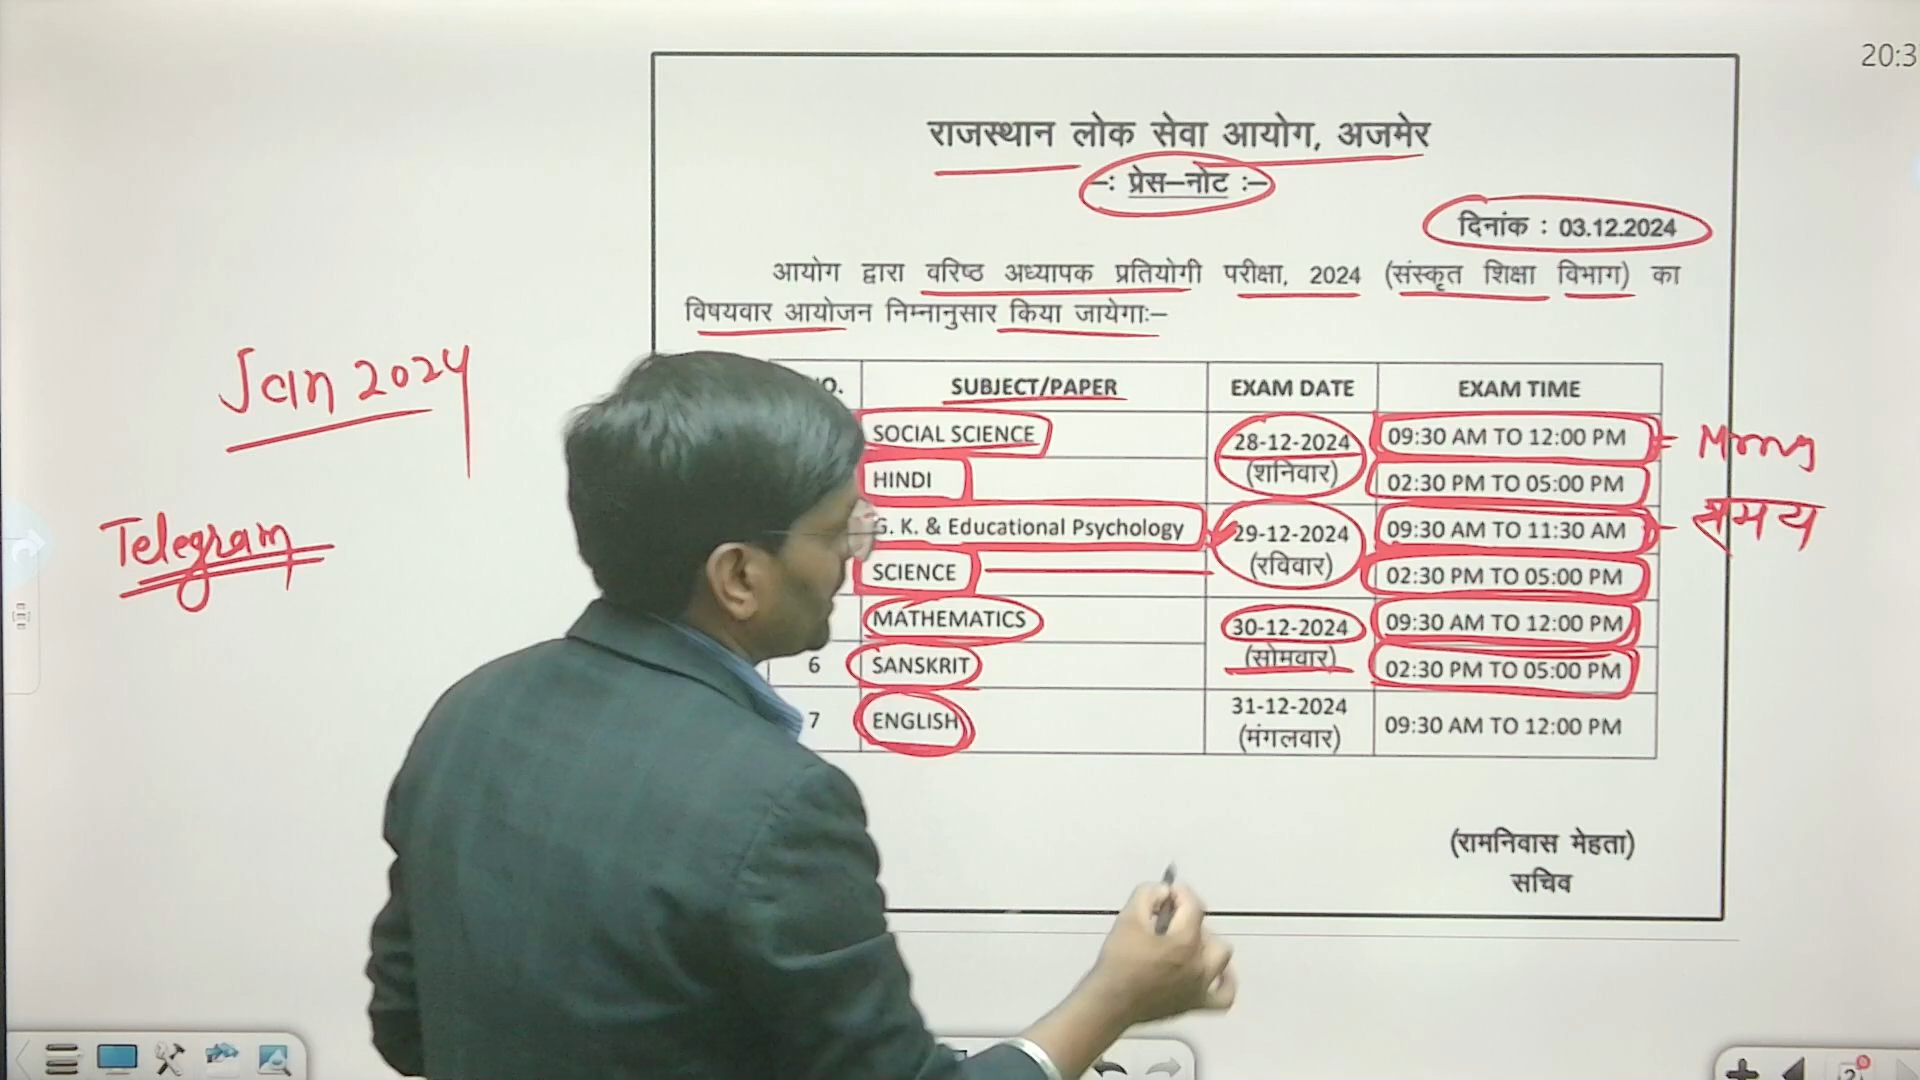 20:3
राजस्थान लोक सेवा आयोग, अजमेर
-: प्रेस-नोट :-
दिनांक : 03.12.2024
आयोग द्वारा वरिष्ठ अध्यापक प्रतियोगी परीक्षा, 2024 (संस्कृत शिक्षा विभाग) का
विषयवार आयोजन निम्नानुसार किया जायेगाः-
Jan 2024
Telegram
O. SUBJECT/PAPER EXAM DATE EXAM TIME
SOCIAL SCIENCE 28-12-2024 (शनिवार) 09:30 AM TO 12:00 PM
HINDI 02:30 PM TO 05:00 PM
G. K. & Educational Psychology 29-12-2024 (रविवार) 09:30 AM TO 11:30 AM
समय
SCIENCE 02:30 PM TO 05:00 PM
MATHEMATICS 30-12-2024 (सोमवार) 09:30 AM TO 12:00 PM
6 SANSKRIT 02:30 PM TO 05:00 PM
7 ENGLISH 31-12-2024 (मंगलवार) 09:30 AM TO 12:00 PM
(रामनिवास मेहता)
सचिव
2